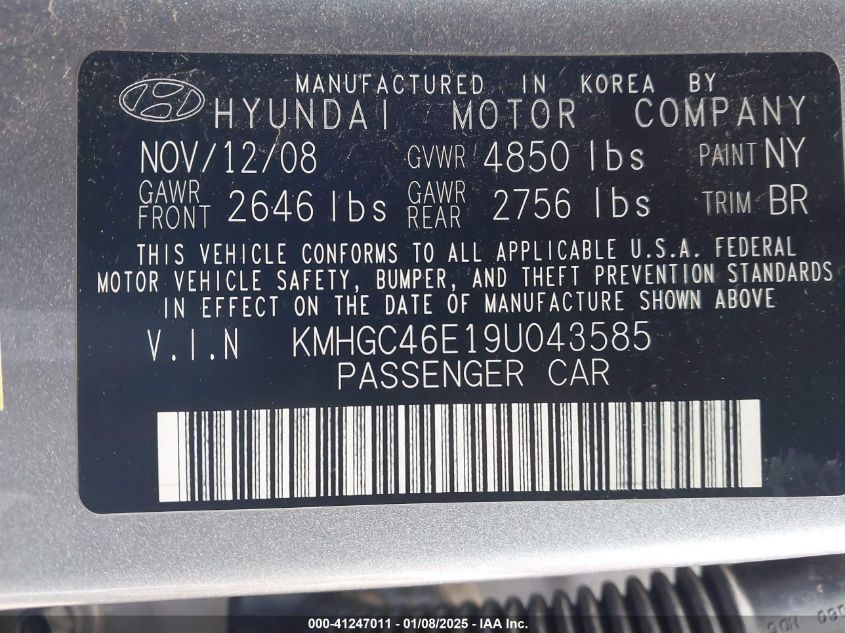 MANUFACTURED IN KOREA BY
HYUNDAI MOTOR COMPANY
NOV/12/08 GVWR 4850 lbs PAINT NY
GAWR FRONT 2646 lbs GAWR REAR 2756 lbs TRIM BR
THIS VEHICLE CONFORMS TO ALL APPLICABLE U.S.A. FEDERAL
MOTOR VEHICLE SAFETY, BUMPER, AND THEFT PREVENTION STANDARDS
IN EFFECT ON THE DATE OF MANUFACTURE SHOWN ABOVE
V.I.N KMHGC46E19U043585
PASSENGER CAR
000-41247011 - 01/08/2025 - IAA Inc.